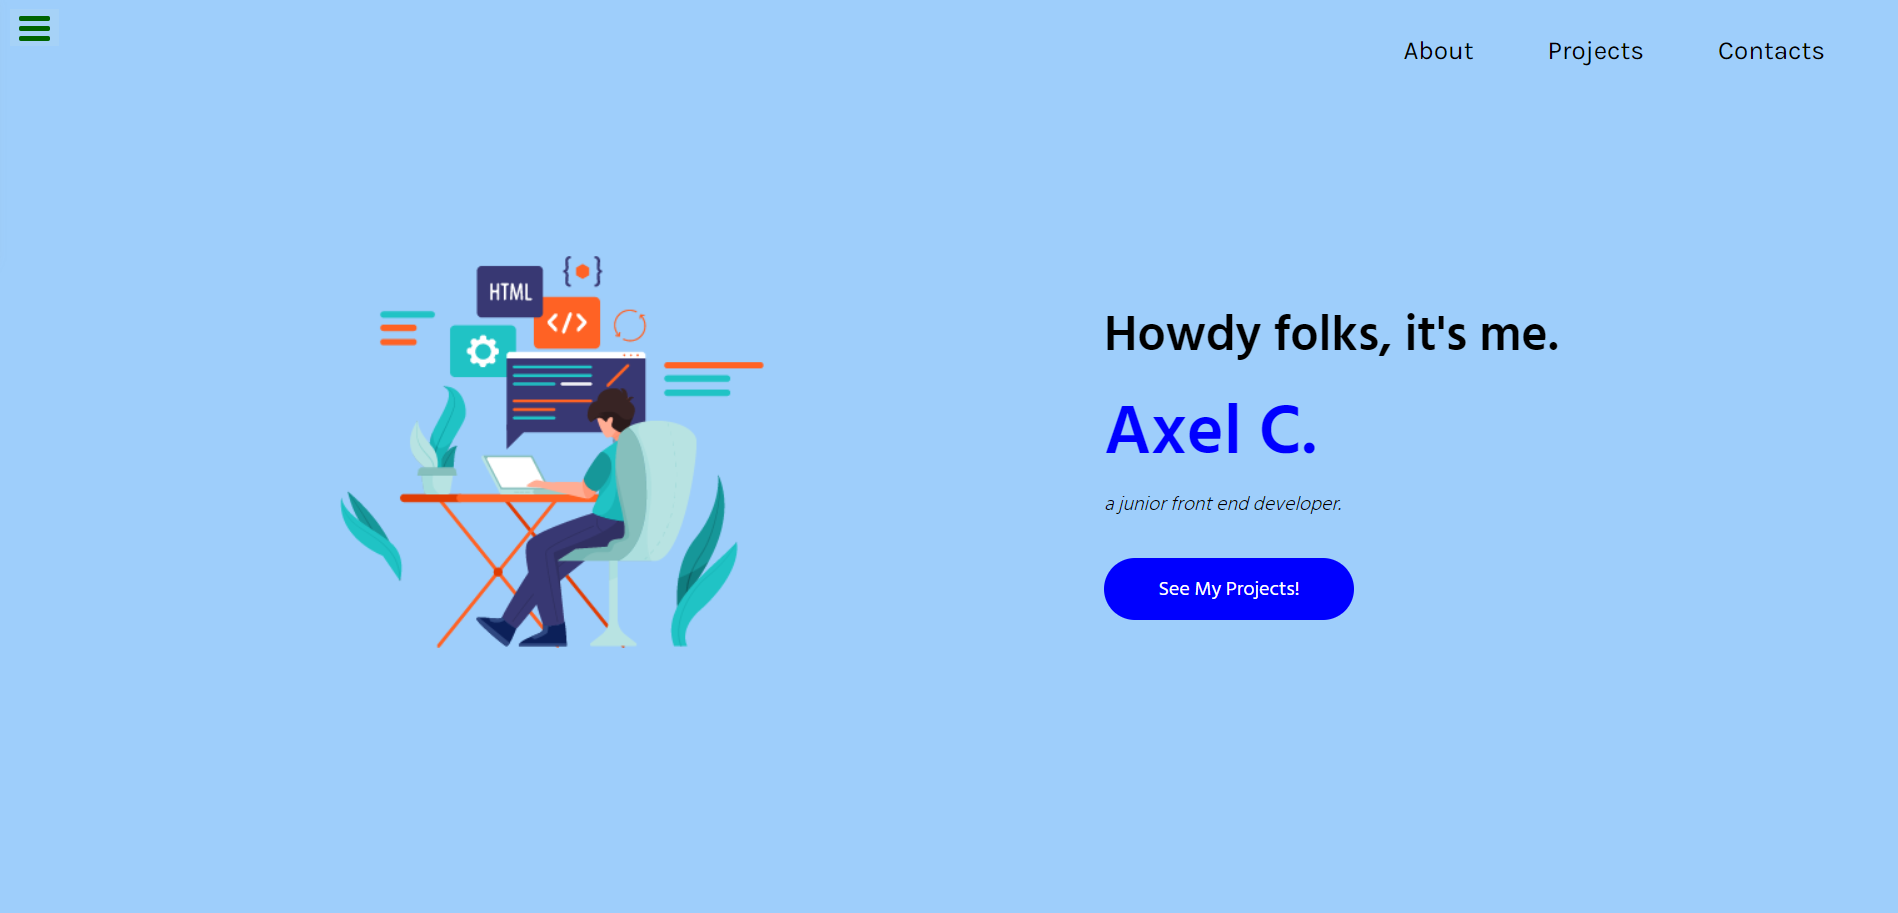 About
Projects
Contacts
HTML
</>
{ }
Howdy folks, it's me.
Axel C.
a junior front end developer.
See My Projects!